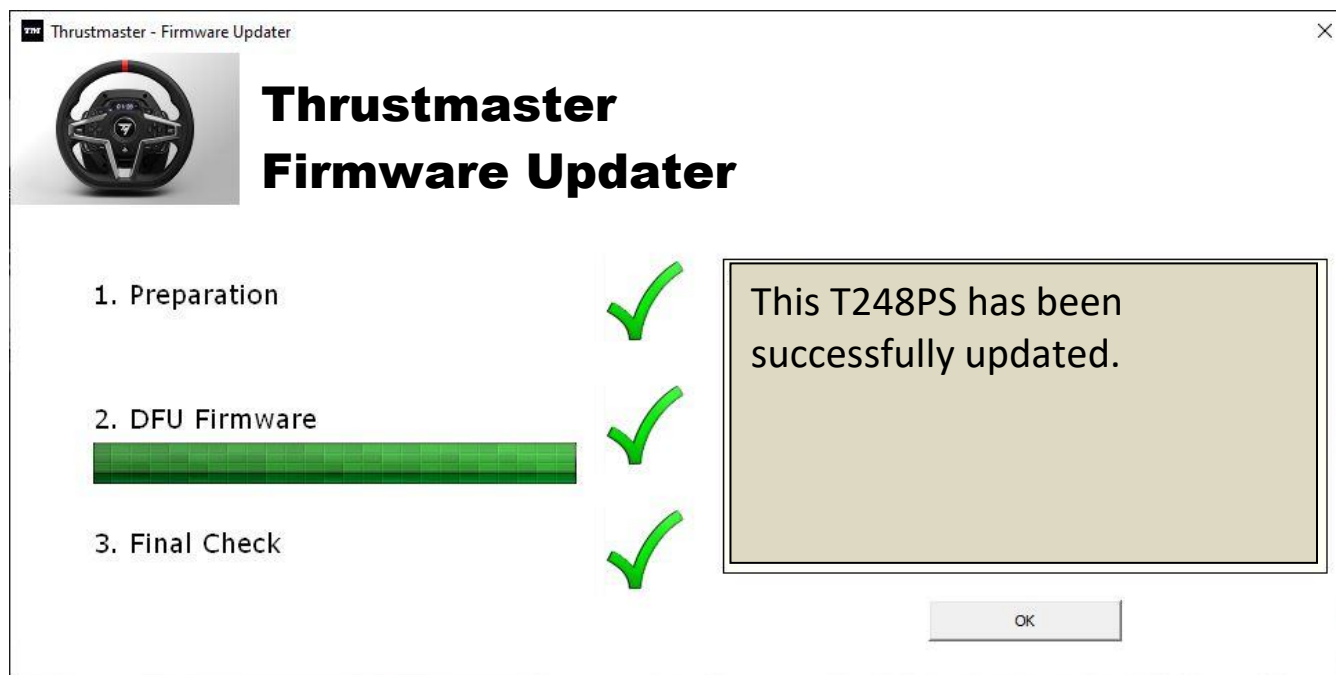 TM Thrustmaster - Firmware Updater
Thrustmaster
Firmware Updater
1. Preparation
This T248PS has been
successfully updated.
2. DFU Firmware
3. Final Check
OK